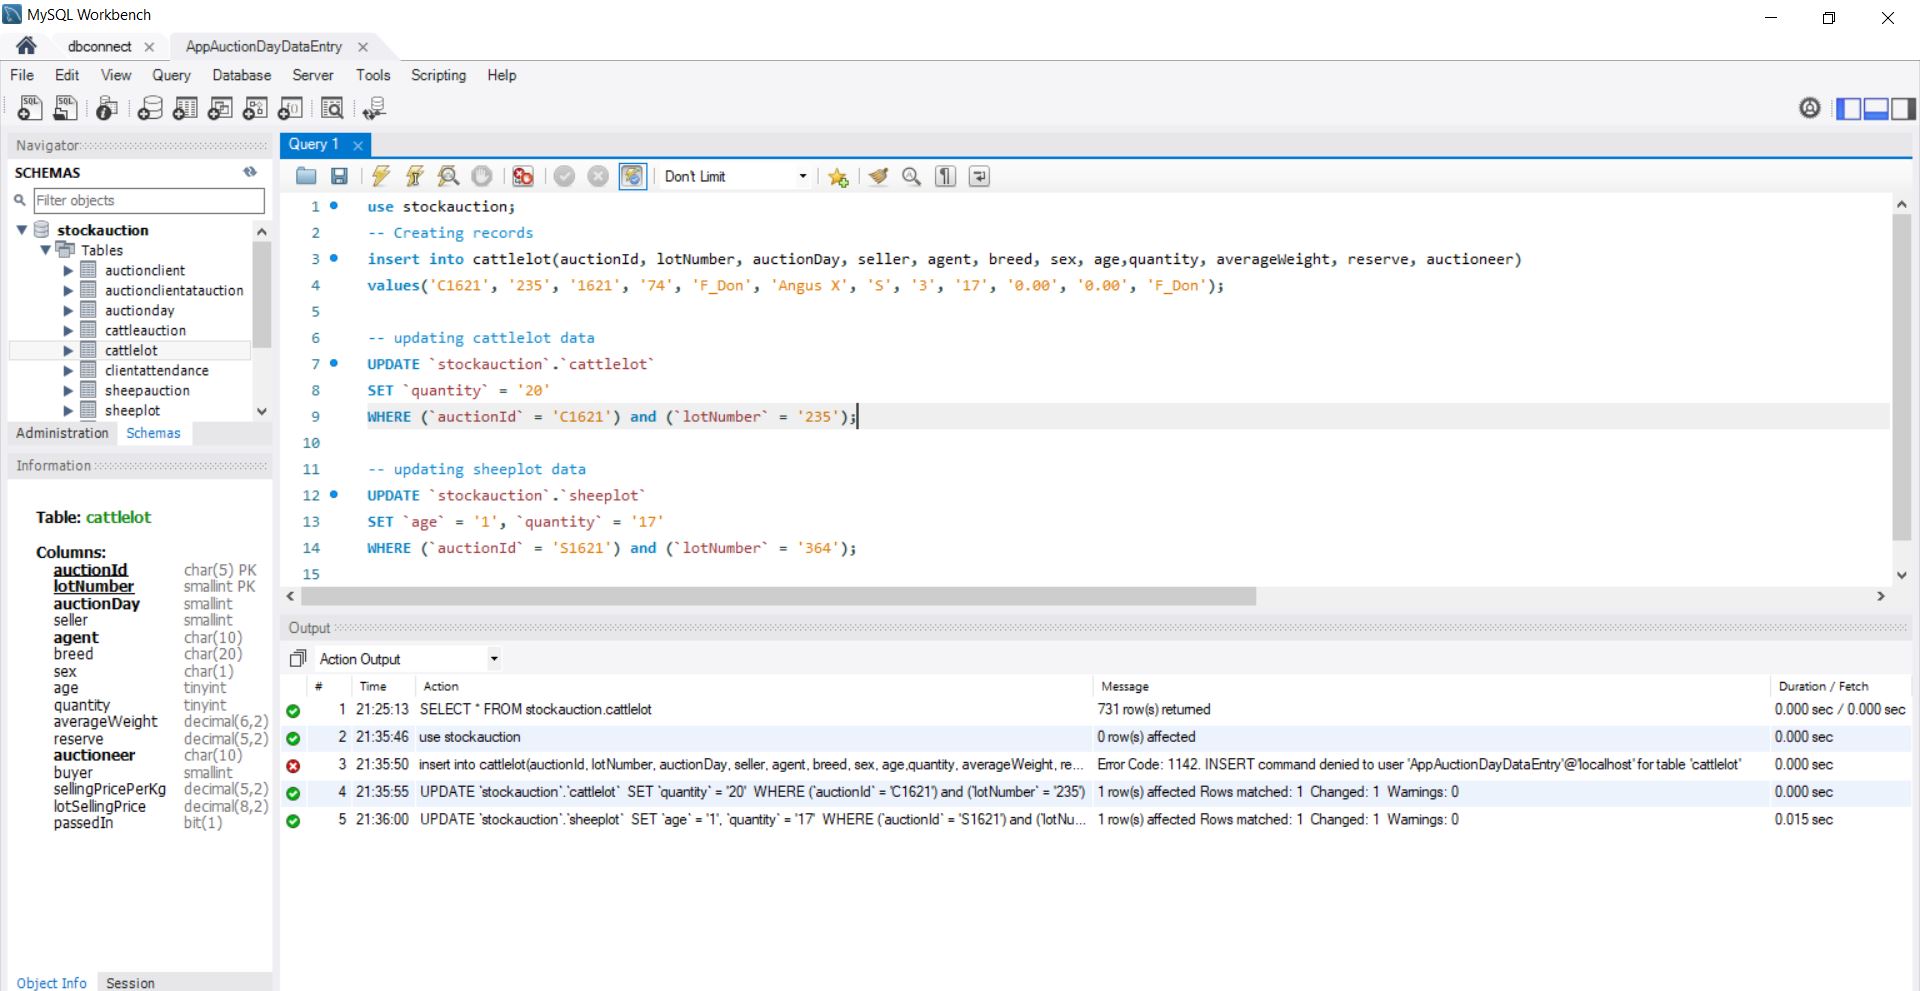 MySQL Workbench
dbconnect
AppAuctionDayDataEntry
File Edit View Query Database Server Tools Scripting Help
Navigator
SCHEMAS
Filter objects
stockauction
Tables
auctionclient
auctionclientatauction
auctionday
cattleauction
cattlelot
clientattendance
sheepauction
sheeplot
Administration Schemas
Information
Table: cattlelot
Columns:
auctionId char(5) PK
lotNumber smallint PK
auctionDay smallint
seller smallint
agent char(10)
breed char(20)
sex char(1)
age tinyint
quantity tinyint
averageWeight decimal(6,2)
reserve decimal(5,2)
auctioneer char(10)
buyer smallint
sellingPricePerKg decimal(5,2)
lotSellingPrice decimal(8,2)
passedIn bit(1)
Object Info Session
Query 1
Don't Limit
1 use stockauction;
2 -- Creating records
3 insert into cattlelot(auctionId, lotNumber, auctionDay, seller, agent, breed, sex, age,quantity, averageWeight, reserve, auctioneer)
4 values('C1621', '235', '1621', '74', 'F_Don', 'Angus X', 'S', '3', '17', '0.00', '0.00', 'F_Don');
5
6 -- updating cattlelot data
7 UPDATE `stockauction`.`cattlelot`
8 SET `quantity` = '20'
9 WHERE (`auctionId` = 'C1621') and (`lotNumber` = '235');
10
11 -- updating sheeplot data
12 UPDATE `stockauction`.`sheeplot`
13 SET `age` = '1', `quantity` = '17'
14 WHERE (`auctionId` = 'S1621') and (`lotNumber` = '364');
15
Output
Action Output
# Time Action Message Duration / Fetch
1 21:25:13 SELECT * FROM stockauction.cattlelot 731 row(s) returned 0.000 sec / 0.000 sec
2 21:35:46 use stockauction 0 row(s) affected 0.000 sec
3 21:35:50 insert into cattlelot(auctionId, lotNumber, auctionDay, seller, agent, breed, sex, age,quantity, averageWeight, re... Error Code: 1142. INSERT command denied to user 'AppAuctionDayDataEntry'@'localhost' for table 'cattlelot' 0.000 sec
4 21:35:55 UPDATE `stockauction`.`cattlelot` SET `quantity` = '20' WHERE (`auctionId` = 'C1621') and (`lotNumber` = '235') 1 row(s) affected Rows matched: 1 Changed: 1 Warnings: 0 0.000 sec
5 21:36:00 UPDATE `stockauction`.`sheeplot` SET `age` = '1', `quantity` = '17' WHERE (`auctionId` = 'S1621') and (`lotNu... 1 row(s) affected Rows matched: 1 Changed: 1 Warnings: 0 0.015 sec